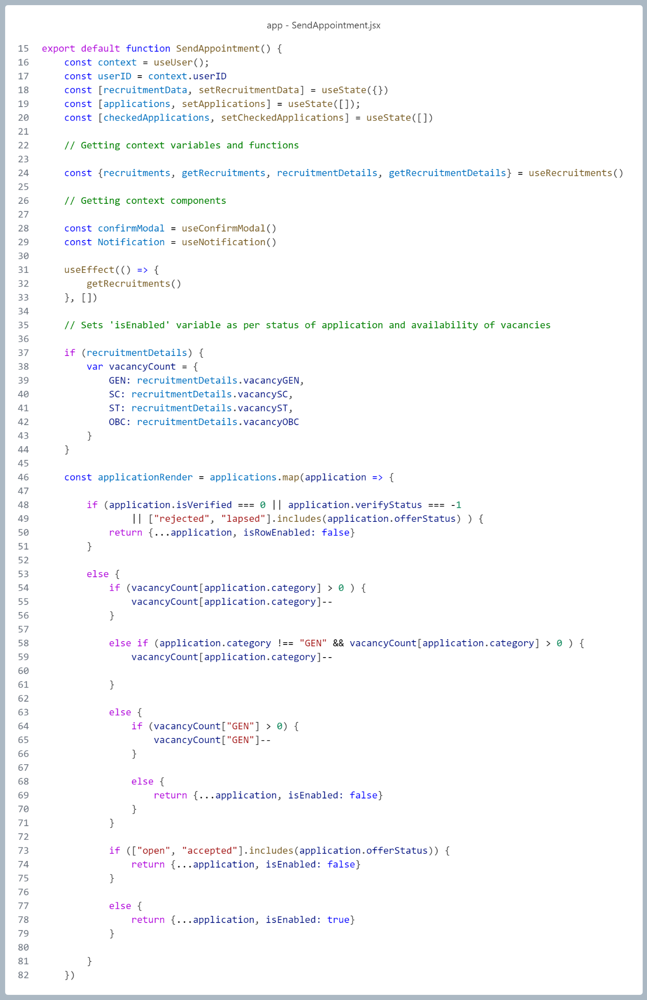 app - SendAppointment.jsx
15 export default function SendAppointment() {
16     const context = useUser();
17     const userID = context.userID
18     const [recruitmentData, setRecruitmentData] = useState({})
19     const [applications, setApplications] = useState([]);
20     const [checkedApplications, setCheckedApplications] = useState([])
21
22     // Getting context variables and functions
23
24     const {recruitments, getRecruitments, recruitmentDetails, getRecruitmentDetails} = useRecruitments()
25
26     // Getting context components
27
28     const confirmModal = useConfirmModal()
29     const Notification = useNotification()
30
31     useEffect(() => {
32         getRecruitments()
33     }, [])
34
35     // Sets 'isEnabled' variable as per status of application and availability of vacancies
36
37     if (recruitmentDetails) {
38         var vacancyCount = {
39             GEN: recruitmentDetails.vacancyGEN,
40             SC: recruitmentDetails.vacancySC,
41             ST: recruitmentDetails.vacancyST,
42             OBC: recruitmentDetails.vacancyOBC
43         }
44     }
45
46     const applicationRender = applications.map(application => {
47
48         if (application.isVerified === 0 || application.verifyStatus === -1
49                 || ["rejected", "lapsed"].includes(application.offerStatus) ) {
50             return {...application, isRowEnabled: false}
51         }
52
53         else {
54             if (vacancyCount[application.category] > 0 ) {
55                 vacancyCount[application.category]--
56             }
57
58             else if (application.category !== "GEN" && vacancyCount[application.category] > 0 ) {
59                 vacancyCount[application.category]--
60
61             }
62
63             else {
64                 if (vacancyCount["GEN"] > 0) {
65                     vacancyCount["GEN"]--
66                 }
67
68                 else {
69                     return {...application, isEnabled: false}
70                 }
71             }
72
73             if (["open", "accepted"].includes(application.offerStatus)) {
74                 return {...application, isEnabled: false}
75             }
76
77             else {
78                 return {...application, isEnabled: true}
79             }
80
81         }
82     })